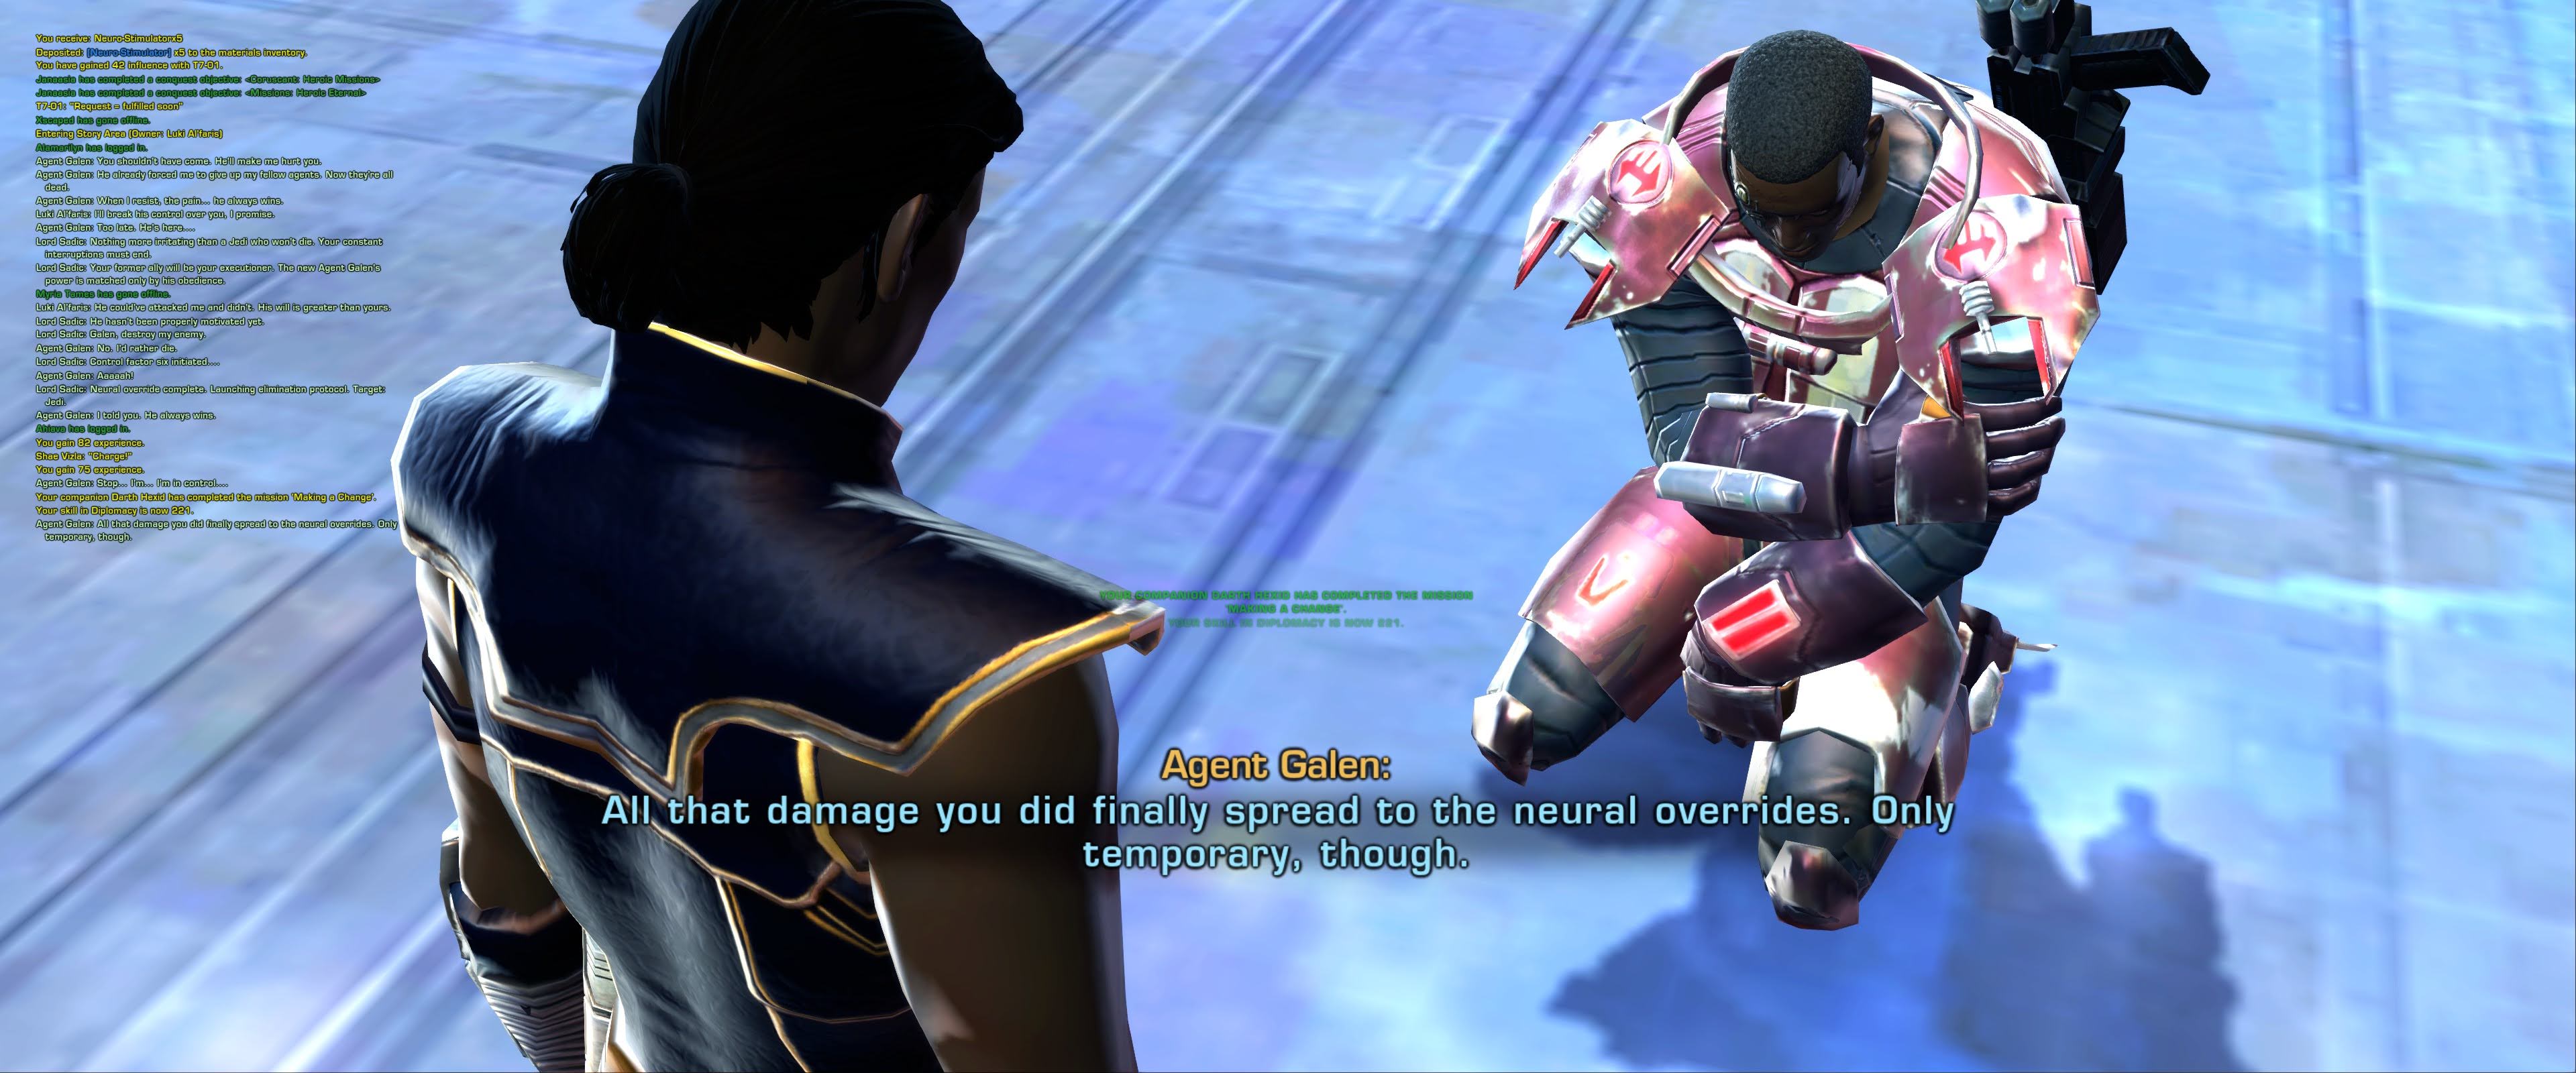 You receive: Neuro-Stimulatorx5
Deposited: [Neuro-Stimulator] x5 to the materials inventory.
You have gained 42 influence with T7-01.
Janaasia has completed a conquest objective: <Coruscant: Heroic Missions>
Janaasia has completed a conquest objective: <Missions: Heroic Eternal>
T7-01: "Request = fulfilled soon"
Xscaped has gone offline.
Entering Story Area (Owner: Luki Al'faris)
Alamarilyn has logged in.
Agent Galen: You shouldn't have come. He'll make me hurt you.
Agent Galen: He already forced me to give up my fellow agents. Now they're all
dead.
Agent Galen: When I resist, the pain... he always wins.
Luki Al'faris: I'll break his control over you, I promise.
Agent Galen: Too late. He's here....
Lord Sadic: Nothing more irritating than a Jedi who won't die. Your constant
interruptions must end.
Lord Sadic: Your former ally will be your executioner. The new Agent Galen's
power is matched only by his obedience.
Myria Tomes has gone offline.
Luki Al'faris: He could've attacked me and didn't. His will is greater than yours.
Lord Sadic: He hasn't been properly motivated yet.
Lord Sadic: Galen, destroy my enemy.
Agent Galen: No. I'd rather die.
Lord Sadic: Control factor six initiated....
Agent Galen: Aaaaah!
Lord Sadic: Neural override complete. Launching elimination protocol. Target:
Jedi.
Agent Galen: I told you. He always wins.
Ahiava has logged in.
You gain 82 experience.
Shae Vizla: "Charge!"
You gain 75 experience.
Agent Galen: Stop... I'm... I'm in control....
Your companion Darth Hexid has completed the mission 'Making a Change'.
Your skill in Diplomacy is now 221.
Agent Galen: All that damage you did finally spread to the neural overrides. Only
temporary, though.
YOUR COMPANION DARTH HEXID HAS COMPLETED THE MISSION
'MAKING A CHANGE'.
YOUR SKILL IN DIPLOMACY IS NOW 221.
Agent Galen:
All that damage you did finally spread to the neural overrides. Only
temporary, though.